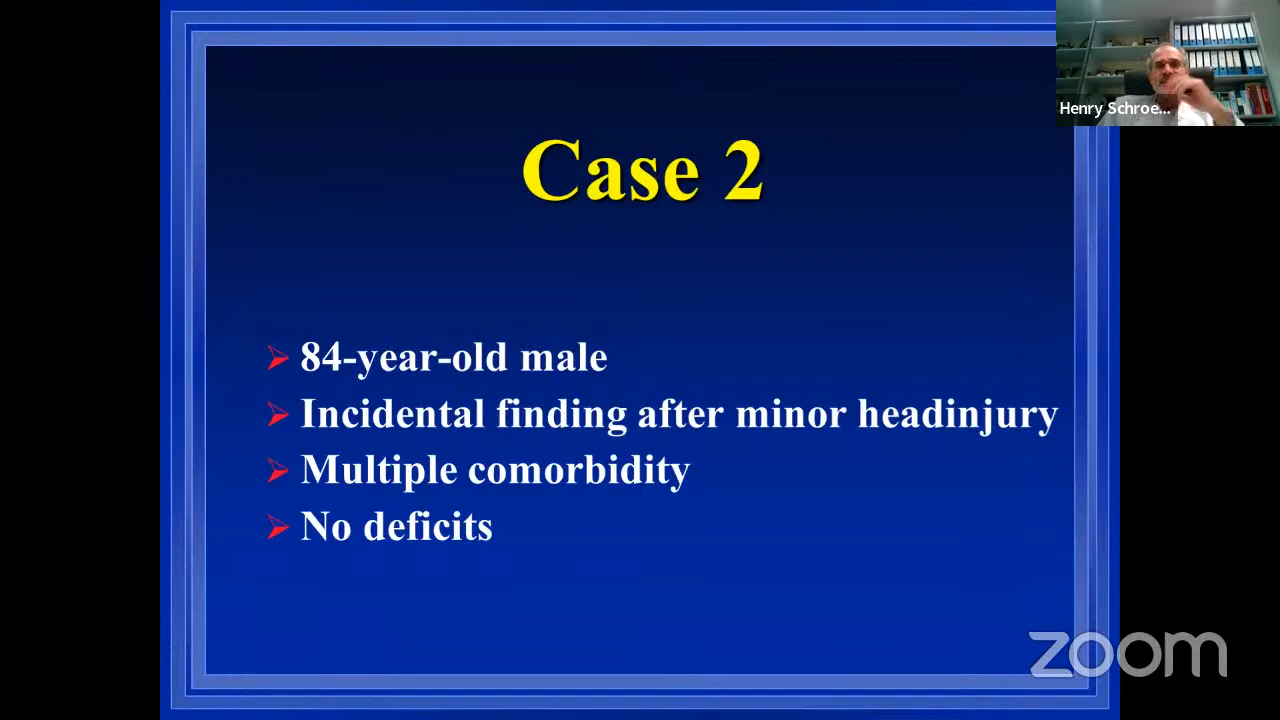 Case 2
Henry Schroe...
84-year-old male
Incidental finding after minor headinjury
Multiple comorbidity
No deficits
zoom